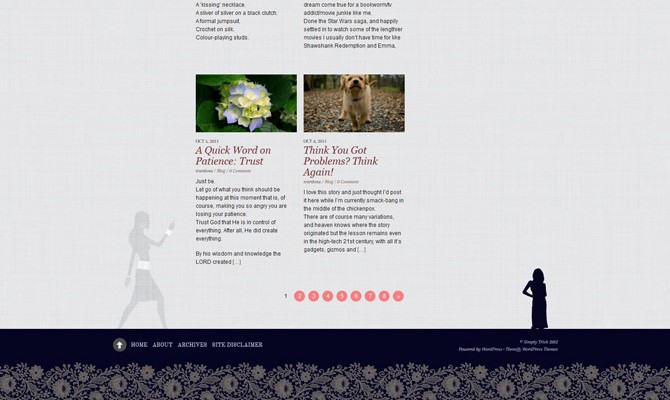 A 'kissing' necklace.
A sliver of silver on a black clutch.
A formal jumpsuit.
Crochet on silk.
Colour-playing studs.
dream come true for a bookworm/tv
addict/movie junkie like me.
Done the Star Wars saga, and happily
settled in to watch some of the lengthier
movies I usually don't have time for like
Shawshank Redemption and Emma,
OCT 5, 2011
A Quick Word on
Patience: Trust
/ Blog / 0 Comments
Just be.
Let go of what you think should be
happening at this moment that is, of
course, making you so angry you are
losing your patience.
Trust God that He is in control of
everything. After all, He did create
everything.
By his wisdom and knowledge the
LORD created [...]
OCT 4, 2011
Think You Got
Problems? Think
Again!
/ Blog / 0 Comments
I love this story and just thought I'd post
it here while I'm currently smack-bang in
the middle of the chickenpox.
There are of course many variations,
and heaven knows where the story
originated but the lesson remains even
in the high-tech 21st century, with all it's
gadgets, gizmos and [...]
1 2 3 4 5 6 7 8 »
HOME ABOUT ARCHIVES SITE DISCLAIMER
© Simply Trish 2012
Powered by WordPress • Themify WordPress Themes